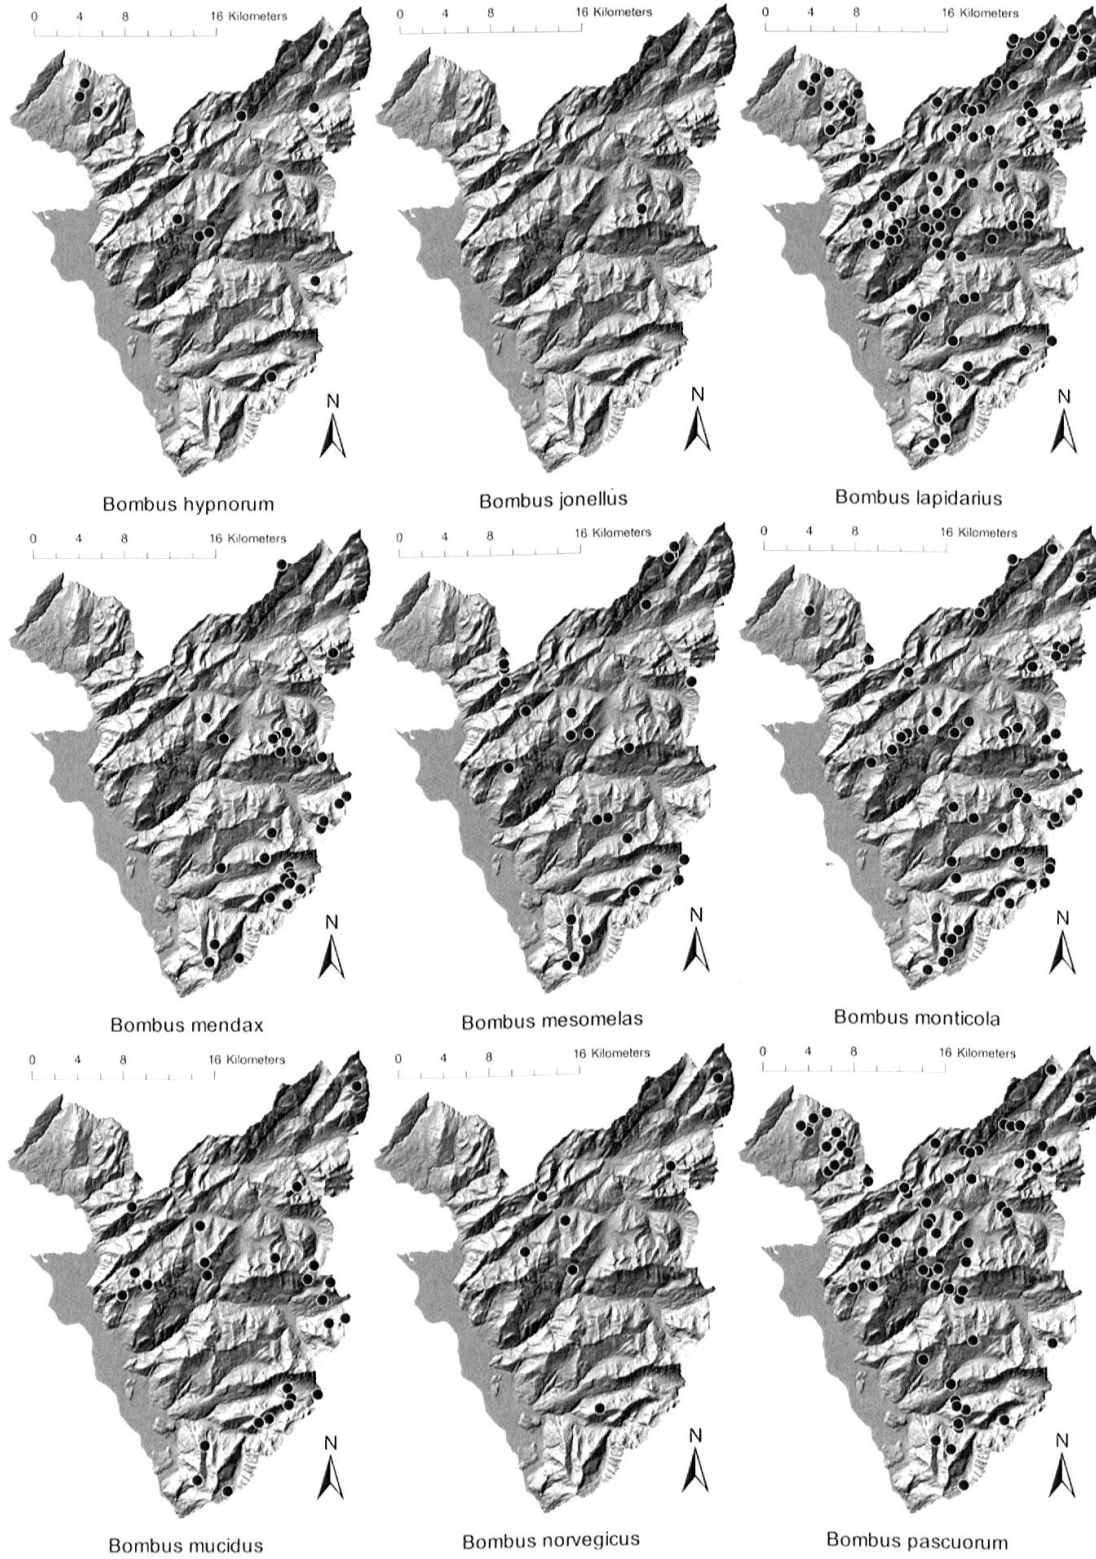 0 4 8 16 Kilometers
0 4 8 16 Kilometers
0 4 8 16 Kilometers
N
N
N
Bombus hypnorum
Bombus jonellus
Bombus lapidarius
0 4 8 16 Kilometers
0 4 8 16 Kilometers
0 4 8 16 Kilometers
N
N
N
Bombus mendax
Bombus mesomelas
Bombus monticola
0 4 8 16 Kilometers
0 4 8 16 Kilometers
0 4 8 16 Kilometers
N
N
N
Bombus mucidus
Bombus norvegicus
Bombus pascuorum